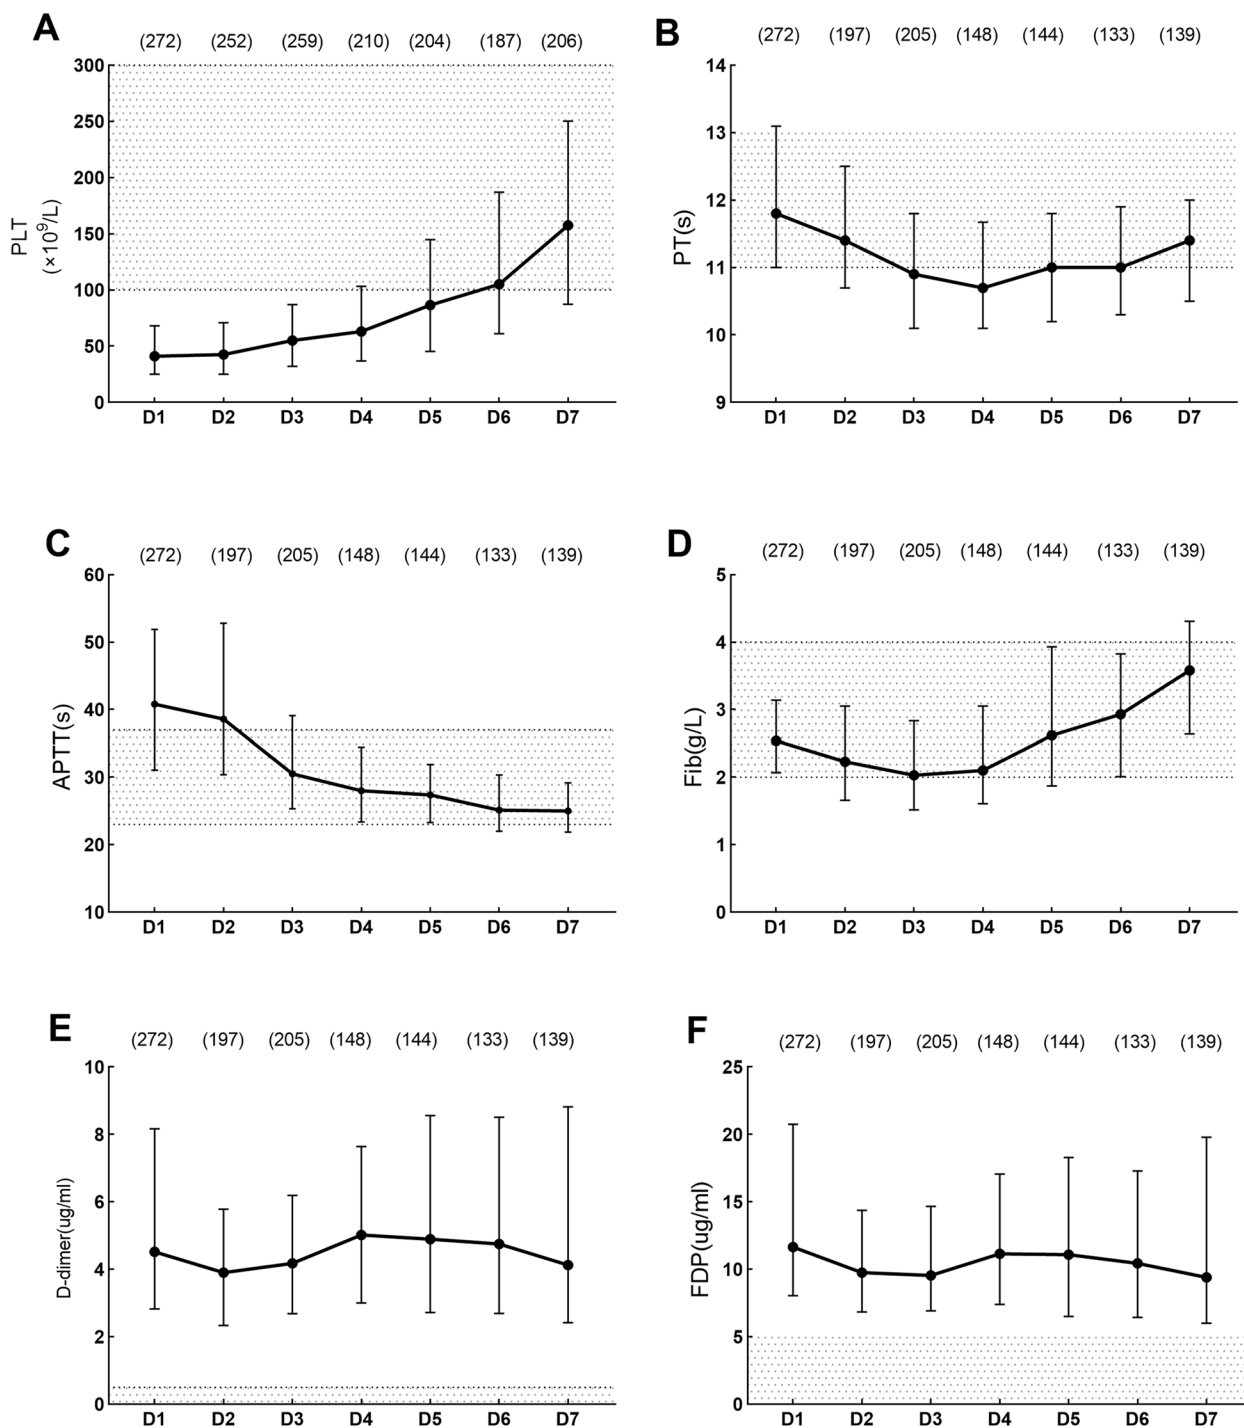 A
(272) (252) (259) (210) (204) (187) (206)
300
250
200
150
100
50
0
PLT
(×10⁹/L)
D1 D2 D3 D4 D5 D6 D7
B
(272) (197) (205) (148) (144) (133) (139)
14
13
12
11
10
9
PT(s)
D1 D2 D3 D4 D5 D6 D7
C
(272) (197) (205) (148) (144) (133) (139)
60
50
40
30
20
10
APTT(s)
D1 D2 D3 D4 D5 D6 D7
D
(272) (197) (205) (148) (144) (133) (139)
5
4
3
2
1
0
Fib(g/L)
D1 D2 D3 D4 D5 D6 D7
E
(272) (197) (205) (148) (144) (133) (139)
10
8
6
4
2
0
D-dimer(ug/ml)
D1 D2 D3 D4 D5 D6 D7
F
(272) (197) (205) (148) (144) (133) (139)
25
20
15
10
5
0
FDP(ug/ml)
D1 D2 D3 D4 D5 D6 D7